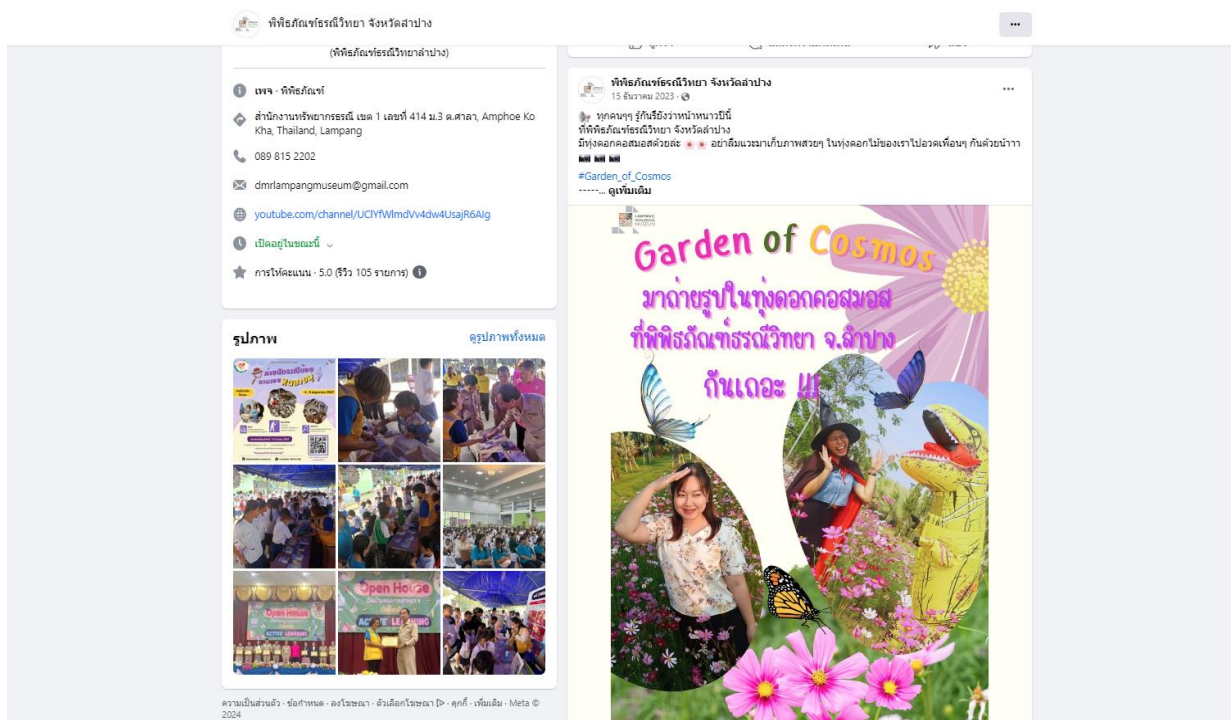 พิพิธภัณฑ์ธรณีวิทยา จังหวัดลำปาง
(พิพิธภัณฑ์ธรณีวิทยาลำปาง)
เพจ · พิพิธภัณฑ์
สำนักงานทรัพยากรธรณี เขต 1 เลขที่ 414 ม.3 ต.ศาลา, Amphoe Ko
Kha, Thailand, Lampang
089 815 2202
dmrlampangmuseum@gmail.com
youtube.com/channel/UClYfWlmdVv4dw4UsajR6AIg
เปิดอยู่ในขณะนี้
การให้คะแนน · 5.0 (รีวิว 105 รายการ)
รูปภาพ
ดูรูปภาพทั้งหมด
Open House
ACTIVE LEARNING
Open House
ACTIVE LEARNING
ความเป็นส่วนตัว · ข้อกำหนด · ลงโฆษณา · ตัวเลือกโฆษณา · คุกกี้ · เพิ่มเติม · Meta ©
2024
พิพิธภัณฑ์ธรณีวิทยา จังหวัดลำปาง
15 ธันวาคม 2023 ·
ทุกคนๆๆ รู้กันรึยังว่าหน้าหนาวปีนี้
ที่พิพิธภัณฑ์ธรณีวิทยา จังหวัดลำปาง
มีทุ่งดอกคอสมอสด้วยล่ะ อย่าลืมแวะมาเก็บภาพสวยๆ ในทุ่งดอกไม้ของเราไปอวดเพื่อนๆ กันด้วยน้าาา
#Garden_of_Cosmos
-----... ดูเพิ่มเติม
Garden of Cosmos
มาถ่ายรูปในทุ่งดอกคอสมอส
ที่พิพิธภัณฑ์ธรณีวิทยา จ.ลำปาง
กันเถอะ !!!